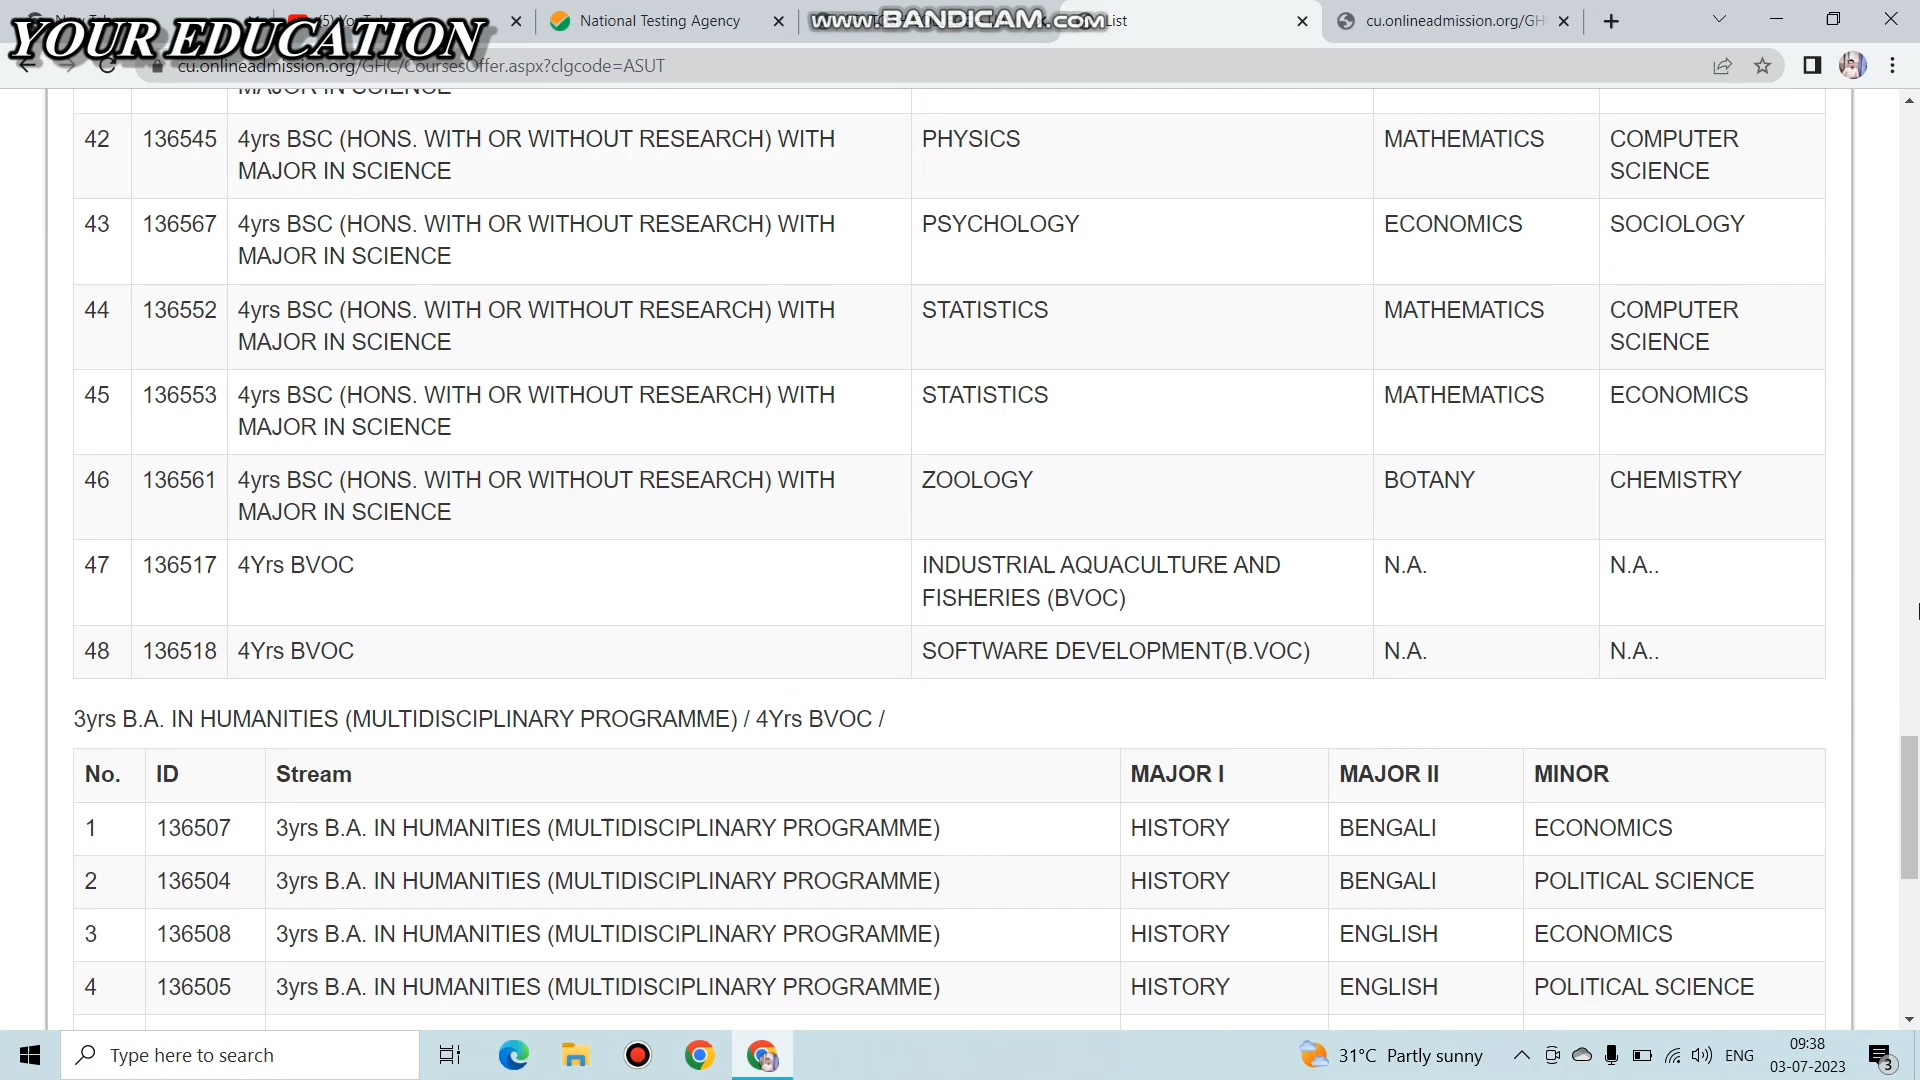 YOUR EDUCATION
National Testing Agency
www.BANDICAM.com
List
cu.onlineadmission.org/GH
cu.onlineadmission.org/GHC/CoursesOffer.aspx?clgcode=ASUT
MAJOR IN SCIENCE
42 136545 4yrs BSC (HONS. WITH OR WITHOUT RESEARCH) WITH MAJOR IN SCIENCE PHYSICS MATHEMATICS COMPUTER SCIENCE
43 136567 4yrs BSC (HONS. WITH OR WITHOUT RESEARCH) WITH MAJOR IN SCIENCE PSYCHOLOGY ECONOMICS SOCIOLOGY
44 136552 4yrs BSC (HONS. WITH OR WITHOUT RESEARCH) WITH MAJOR IN SCIENCE STATISTICS MATHEMATICS COMPUTER SCIENCE
45 136553 4yrs BSC (HONS. WITH OR WITHOUT RESEARCH) WITH MAJOR IN SCIENCE STATISTICS MATHEMATICS ECONOMICS
46 136561 4yrs BSC (HONS. WITH OR WITHOUT RESEARCH) WITH MAJOR IN SCIENCE ZOOLOGY BOTANY CHEMISTRY
47 136517 4Yrs BVOC INDUSTRIAL AQUACULTURE AND FISHERIES (BVOC) N.A. N.A..
48 136518 4Yrs BVOC SOFTWARE DEVELOPMENT(B.VOC) N.A. N.A..
3yrs B.A. IN HUMANITIES (MULTIDISCIPLINARY PROGRAMME) / 4Yrs BVOC /
No. ID Stream MAJOR I MAJOR II MINOR
1 136507 3yrs B.A. IN HUMANITIES (MULTIDISCIPLINARY PROGRAMME) HISTORY BENGALI ECONOMICS
2 136504 3yrs B.A. IN HUMANITIES (MULTIDISCIPLINARY PROGRAMME) HISTORY BENGALI POLITICAL SCIENCE
3 136508 3yrs B.A. IN HUMANITIES (MULTIDISCIPLINARY PROGRAMME) HISTORY ENGLISH ECONOMICS
4 136505 3yrs B.A. IN HUMANITIES (MULTIDISCIPLINARY PROGRAMME) HISTORY ENGLISH POLITICAL SCIENCE
Type here to search
31°C Partly sunny
ENG
09:38
03-07-2023
3